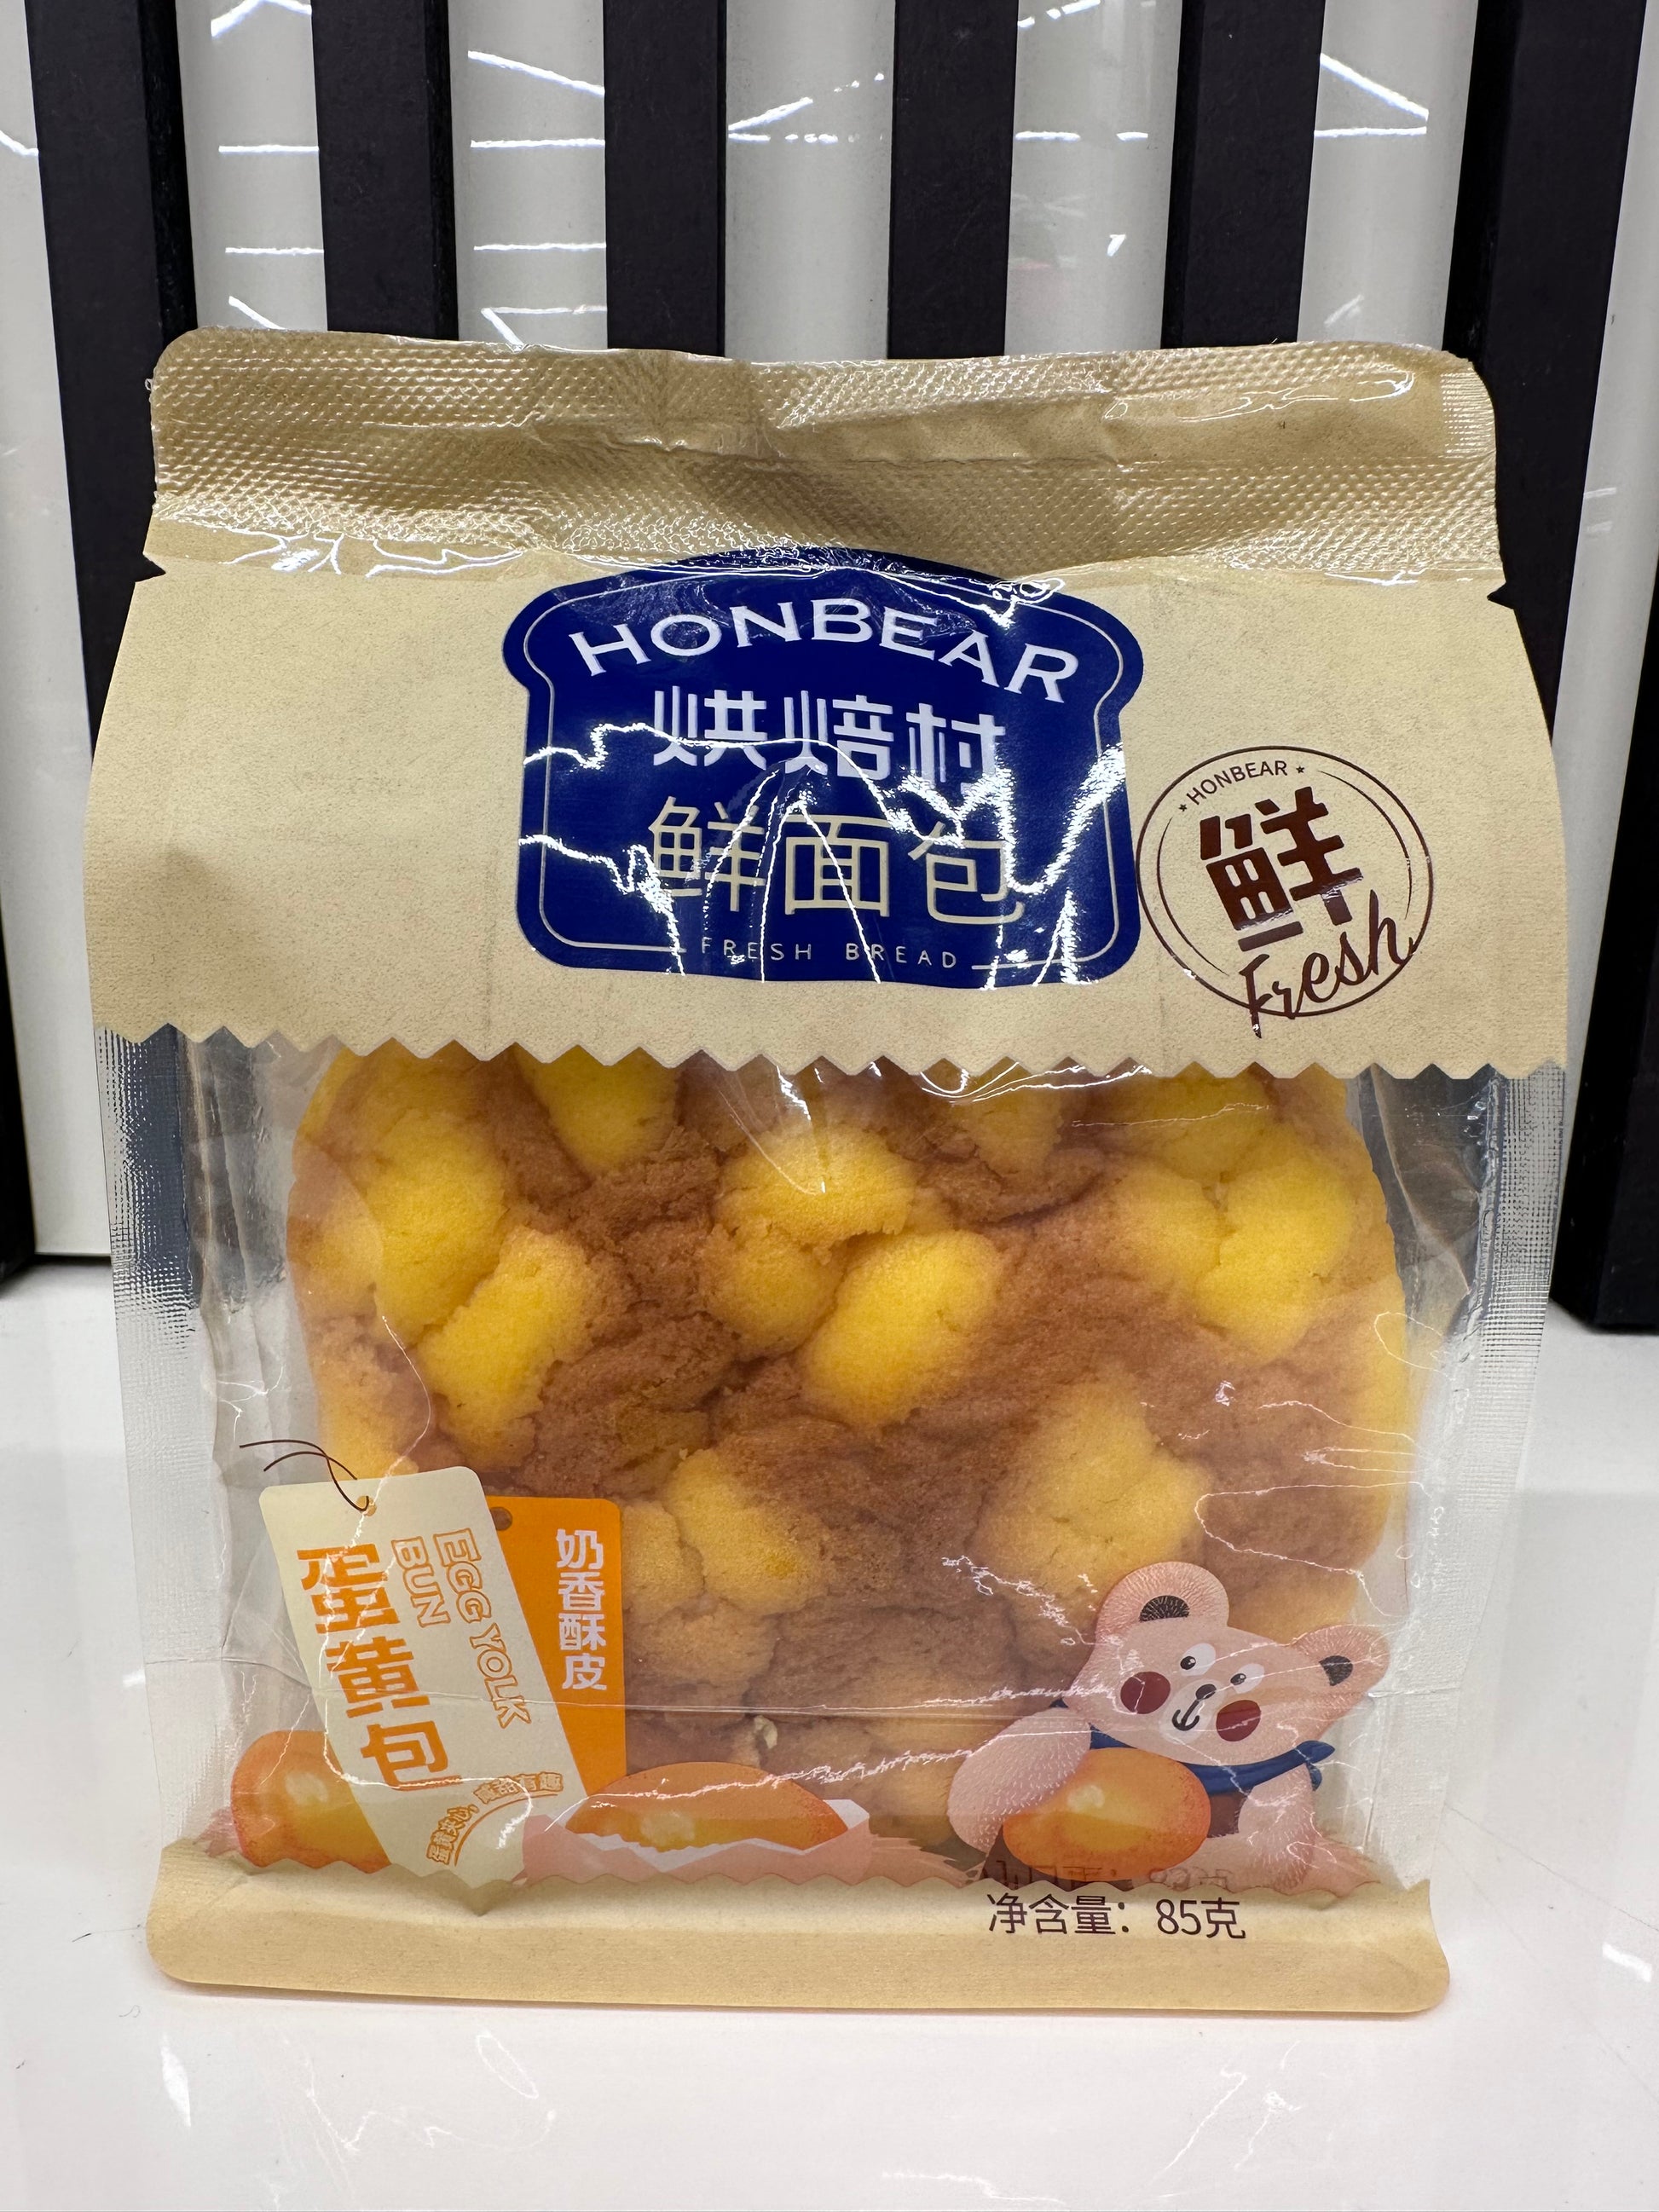 HONBEAR
烘焙村
鲜面包
FRESH BREAD
HONBEAR
鲜
Fresh
奶香酥皮
EGG YOLK
BUN
蛋黄包
净含量：85克